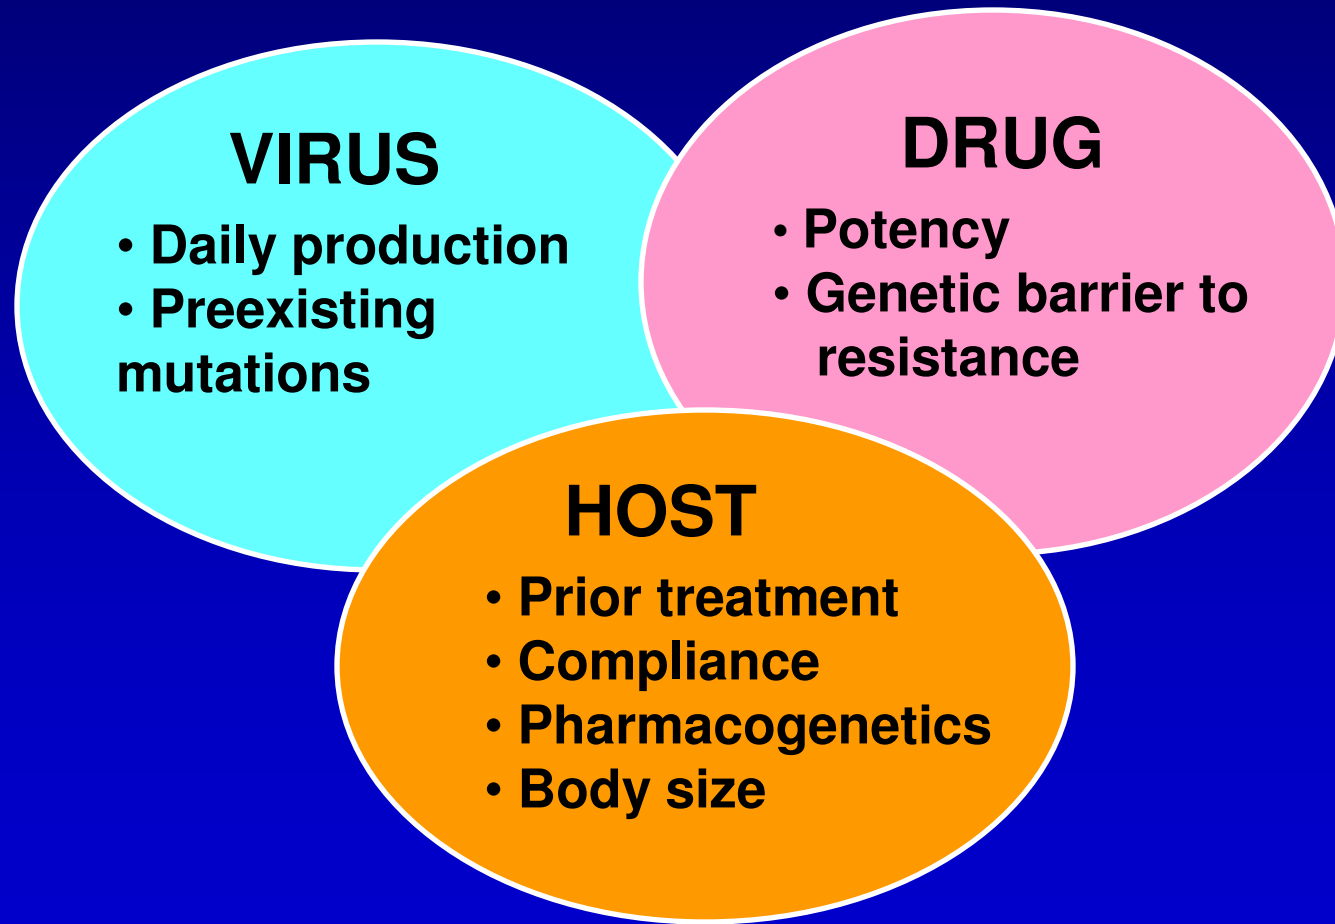 VIRUS
• Daily production
• Preexisting
mutations
DRUG
• Potency
• Genetic barrier to
resistance
HOST
• Prior treatment
• Compliance
• Pharmacogenetics
• Body size